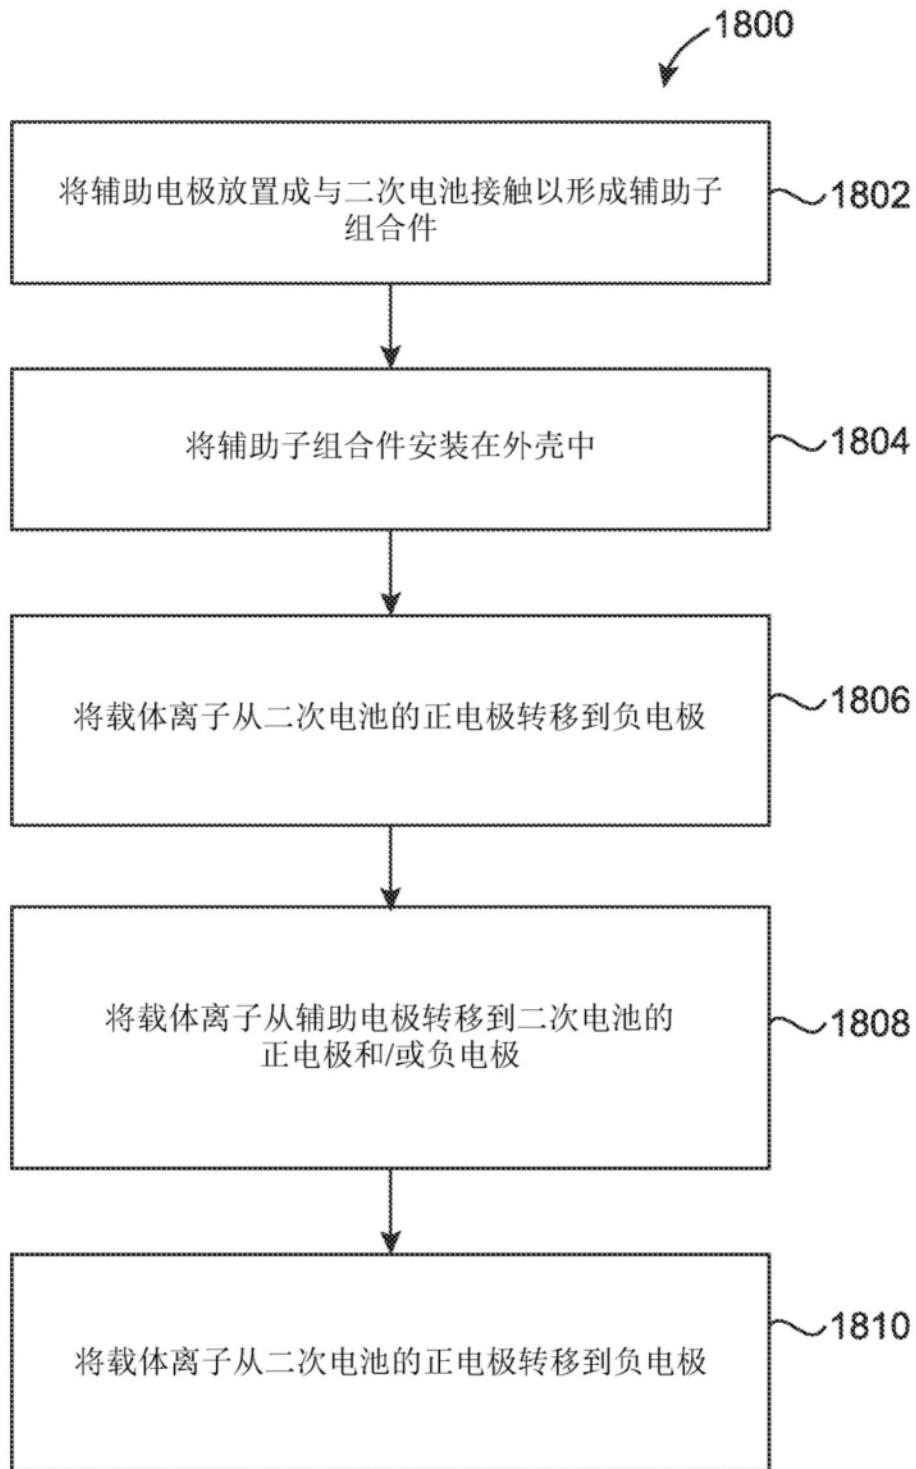 1800
将辅助电极放置成与二次电池接触以形成辅助子
组合件
1802
将辅助子组合件安装在外壳中
1804
将载体离子从二次电池的正电极转移到负电极
1806
将载体离子从辅助电极转移到二次电池的
正电极和/或负电极
1808
将载体离子从二次电池的正电极转移到负电极
1810